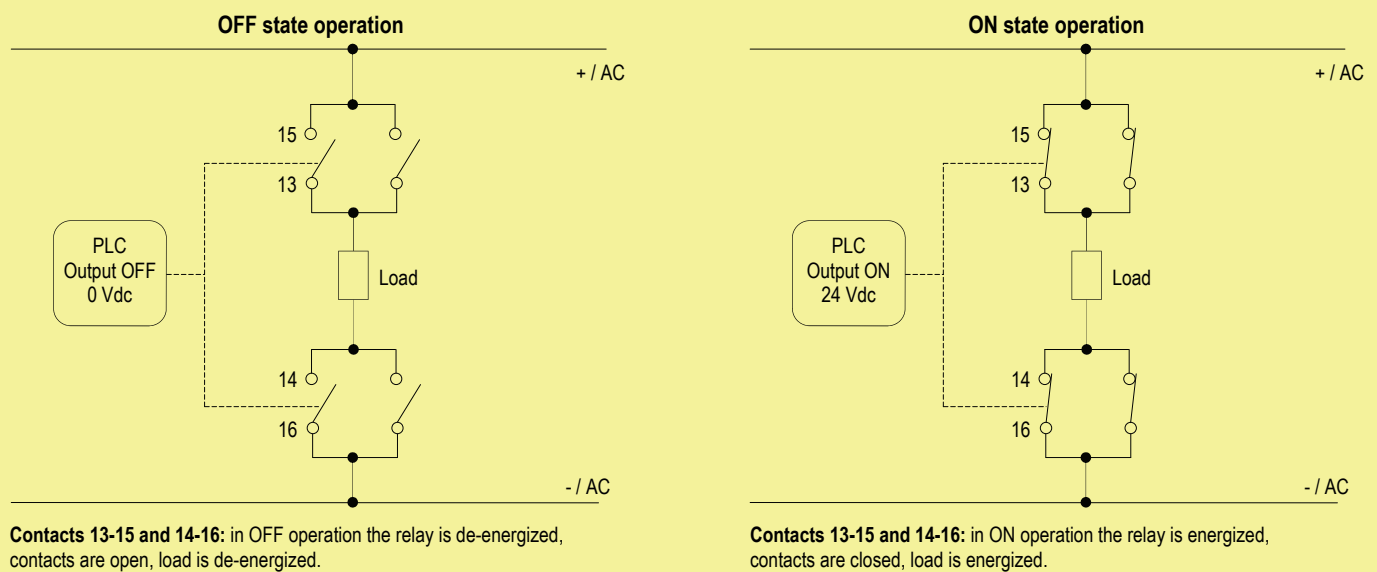 OFF state operation
+ / AC
15
13
PLC
Output OFF
0 Vdc
Load
14
16
- / AC
Contacts 13-15 and 14-16: in OFF operation the relay is de-energized,
contacts are open, load is de-energized.
ON state operation
+ / AC
15
13
PLC
Output ON
24 Vdc
Load
14
16
- / AC
Contacts 13-15 and 14-16: in ON operation the relay is energized,
contacts are closed, load is energized.